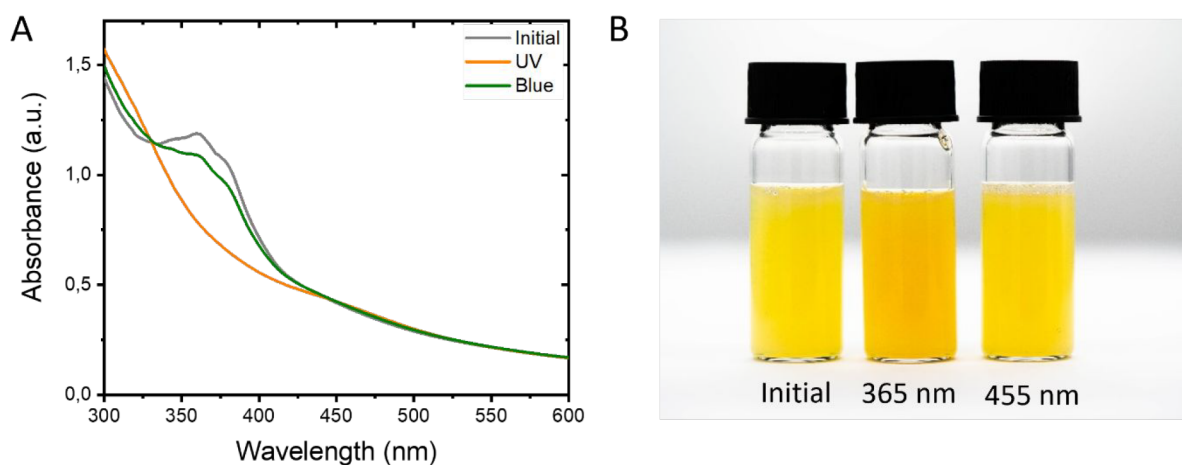 A
Absorbance (a.u.)
1,5
1,0
0,5
0,0
300 350 400 450 500 550 600
Wavelength (nm)
Initial
UV
Blue
B
Initial 365 nm 455 nm